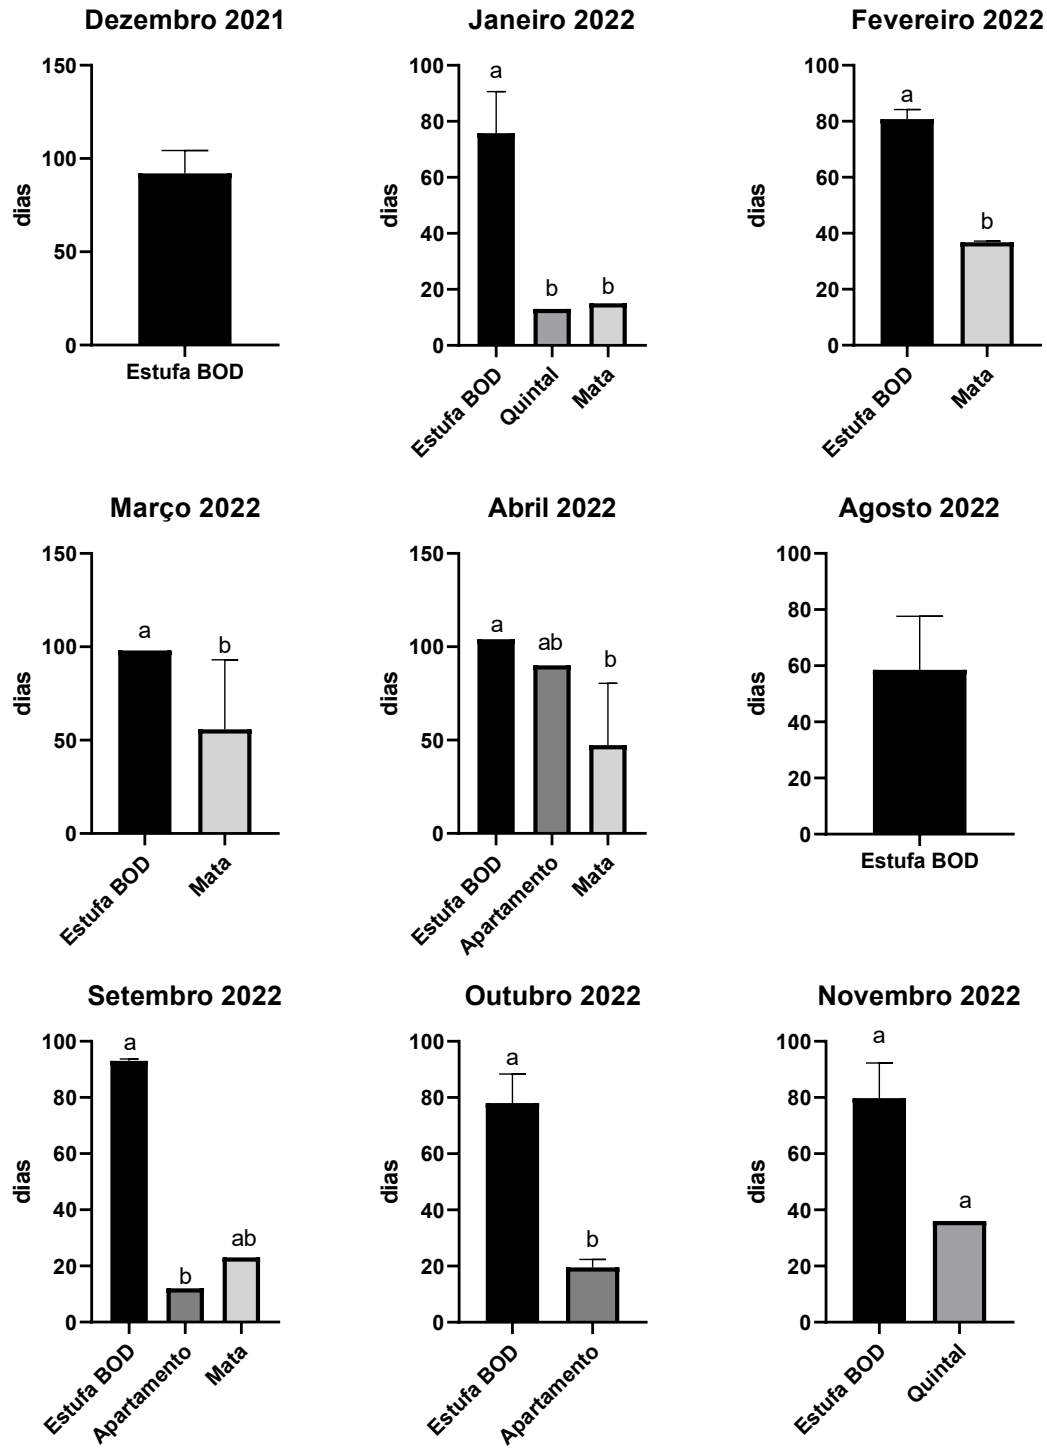 Dezembro 2021
150
100
50
0
dias
Estufa BOD
Janeiro 2022
100
80
60
40
20
0
dias
a
b
b
Estufa BOD
Quintal
Mata
Fevereiro 2022
100
80
60
40
20
0
dias
a
b
Estufa BOD
Mata
Março 2022
150
100
50
0
dias
a
b
Estufa BOD
Mata
Abril 2022
150
100
50
0
dias
a
ab
b
Estufa BOD
Apartamento
Mata
Agosto 2022
100
80
60
40
20
0
dias
Estufa BOD
Setembro 2022
100
80
60
40
20
0
dias
a
b
ab
Estufa BOD
Apartamento
Mata
Outubro 2022
100
80
60
40
20
0
dias
a
b
Estufa BOD
Apartamento
Novembro 2022
100
80
60
40
20
0
dias
a
a
Estufa BOD
Quintal